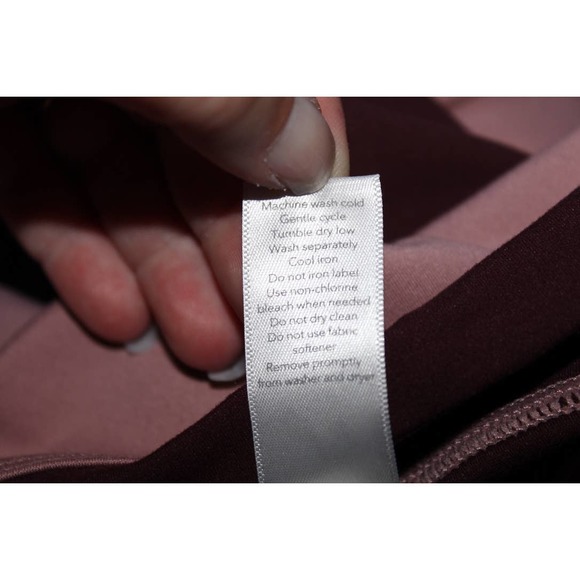 Machine wash cold
Gentle cycle
Tumble dry low
Wash separately
Cool iron
Do not iron label
Use non-chlorine
bleach when needed
Do not dry clean
Do not use fabric
softener
Remove promptly
from washer and dryer